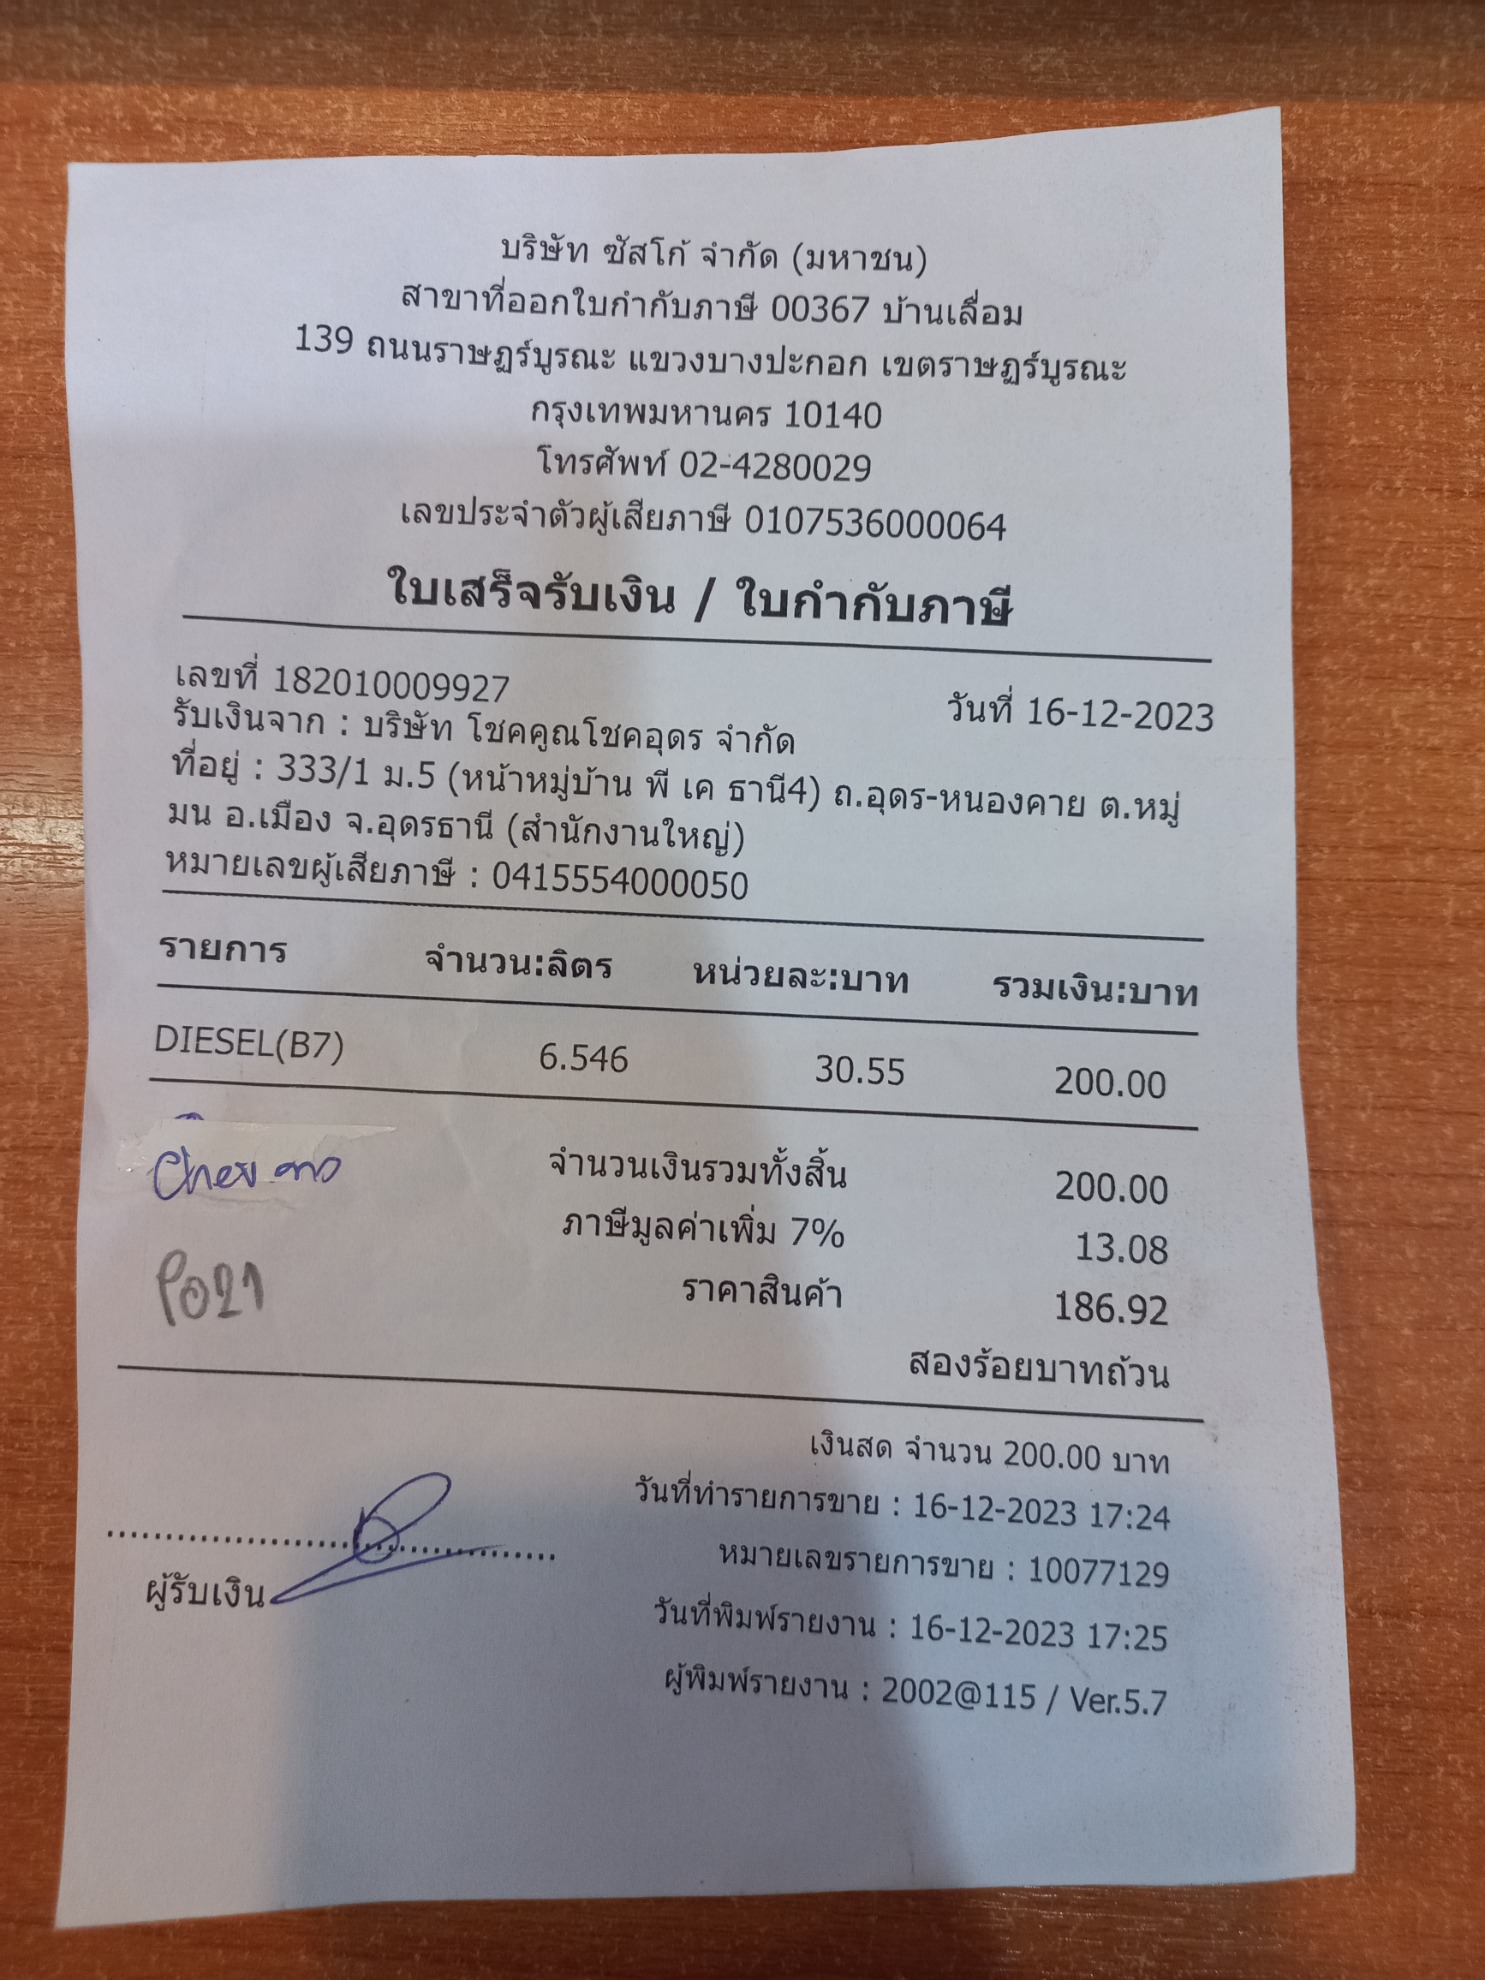 บริษัท ซัสโก้ จำกัด (มหาชน)
สาขาที่ออกใบกำกับภาษี 00367 บ้านเลื่อม
139 ถนนราษฏร์บูรณะ แขวงบางปะกอก เขตราษฏร์บูรณะ
กรุงเทพมหานคร 10140
โทรศัพท์ 02-4280029
เลขประจำตัวผู้เสียภาษี 0107536000064
ใบเสร็จรับเงิน / ใบกำกับภาษี
เลขที่ 182010009927 วันที่ 16-12-2023
รับเงินจาก : บริษัท โชคคูณโชคอุดร จำกัด
ที่อยู่ : 333/1 ม.5 (หน้าหมู่บ้าน พี เค ธานี4) ถ.อุดร-หนองคาย ต.หมู่
มน อ.เมือง จ.อุดรธานี (สำนักงานใหญ่)
หมายเลขผู้เสียภาษี : 0415554000050
รายการ จำนวน:ลิตร หน่วยละ:บาท รวมเงิน:บาท
DIESEL(B7) 6.546 30.55 200.00
จำนวนเงินรวมทั้งสิ้น 200.00
ภาษีมูลค่าเพิ่ม 7% 13.08
ราคาสินค้า 186.92
สองร้อยบาทถ้วน
เงินสด จำนวน 200.00 บาท
วันที่ทำรายการขาย : 16-12-2023 17:24
หมายเลขรายการขาย : 10077129
ผู้รับเงิน
วันที่พิมพ์รายงาน : 16-12-2023 17:25
ผู้พิมพ์รายงาน : 2002@115 / Ver.5.7